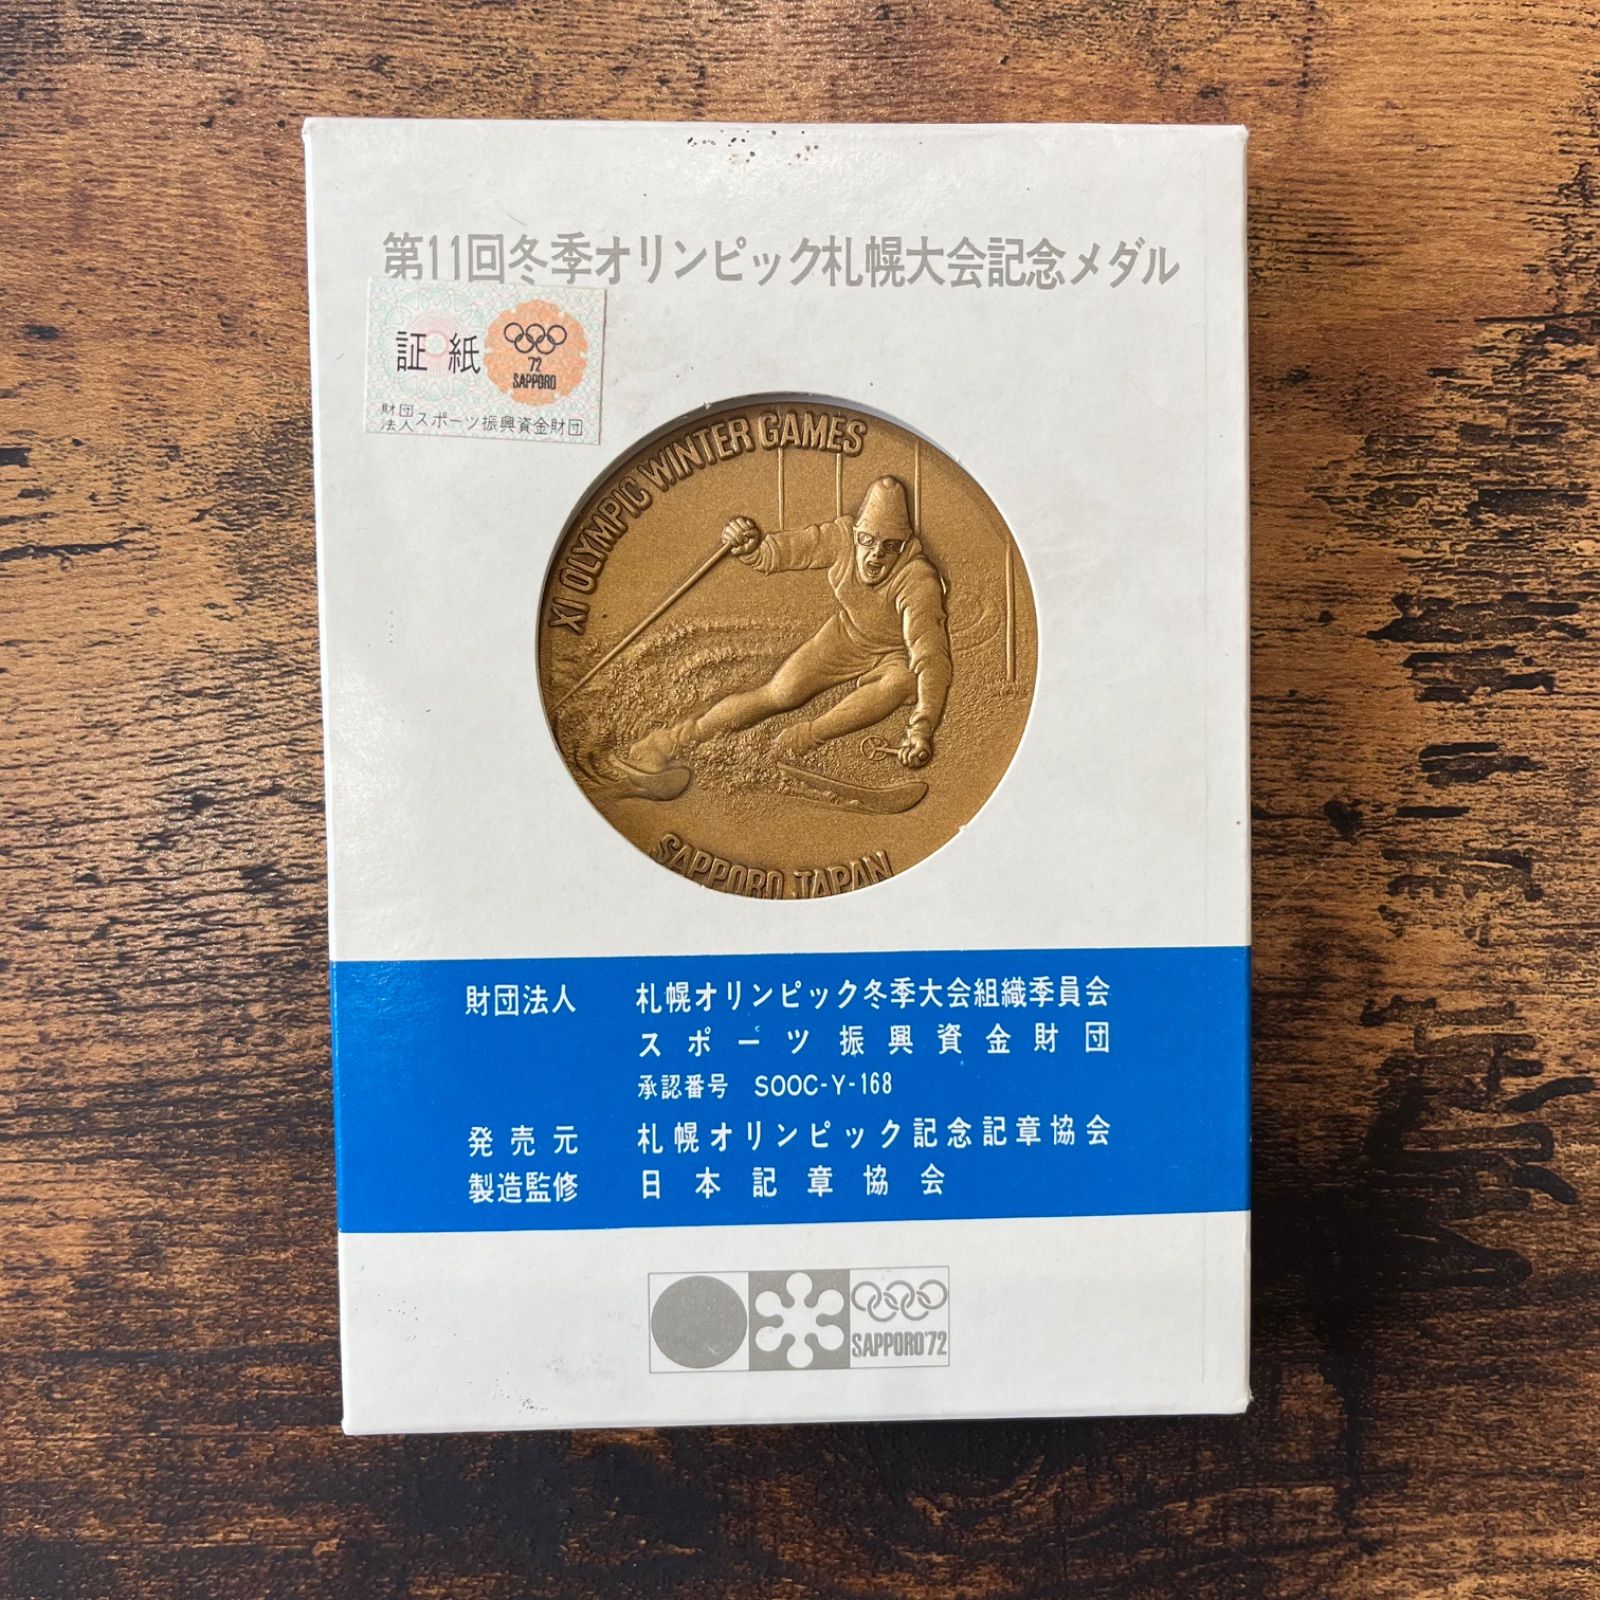 第11回冬季オリンピック札幌大会記念メダル
証紙
72
SAPPORO
財団法人スポーツ振興資金財団
XI OLYMPIC WINTER GAMES
SAPPORO JAPAN
財団法人 札幌オリンピック冬季大会組織委員会
スポーツ振興資金財団
承認番号 SOOC-Y-168
発売元 札幌オリンピック記念記章協会
製造監修 日本記章協会
SAPPORO'72